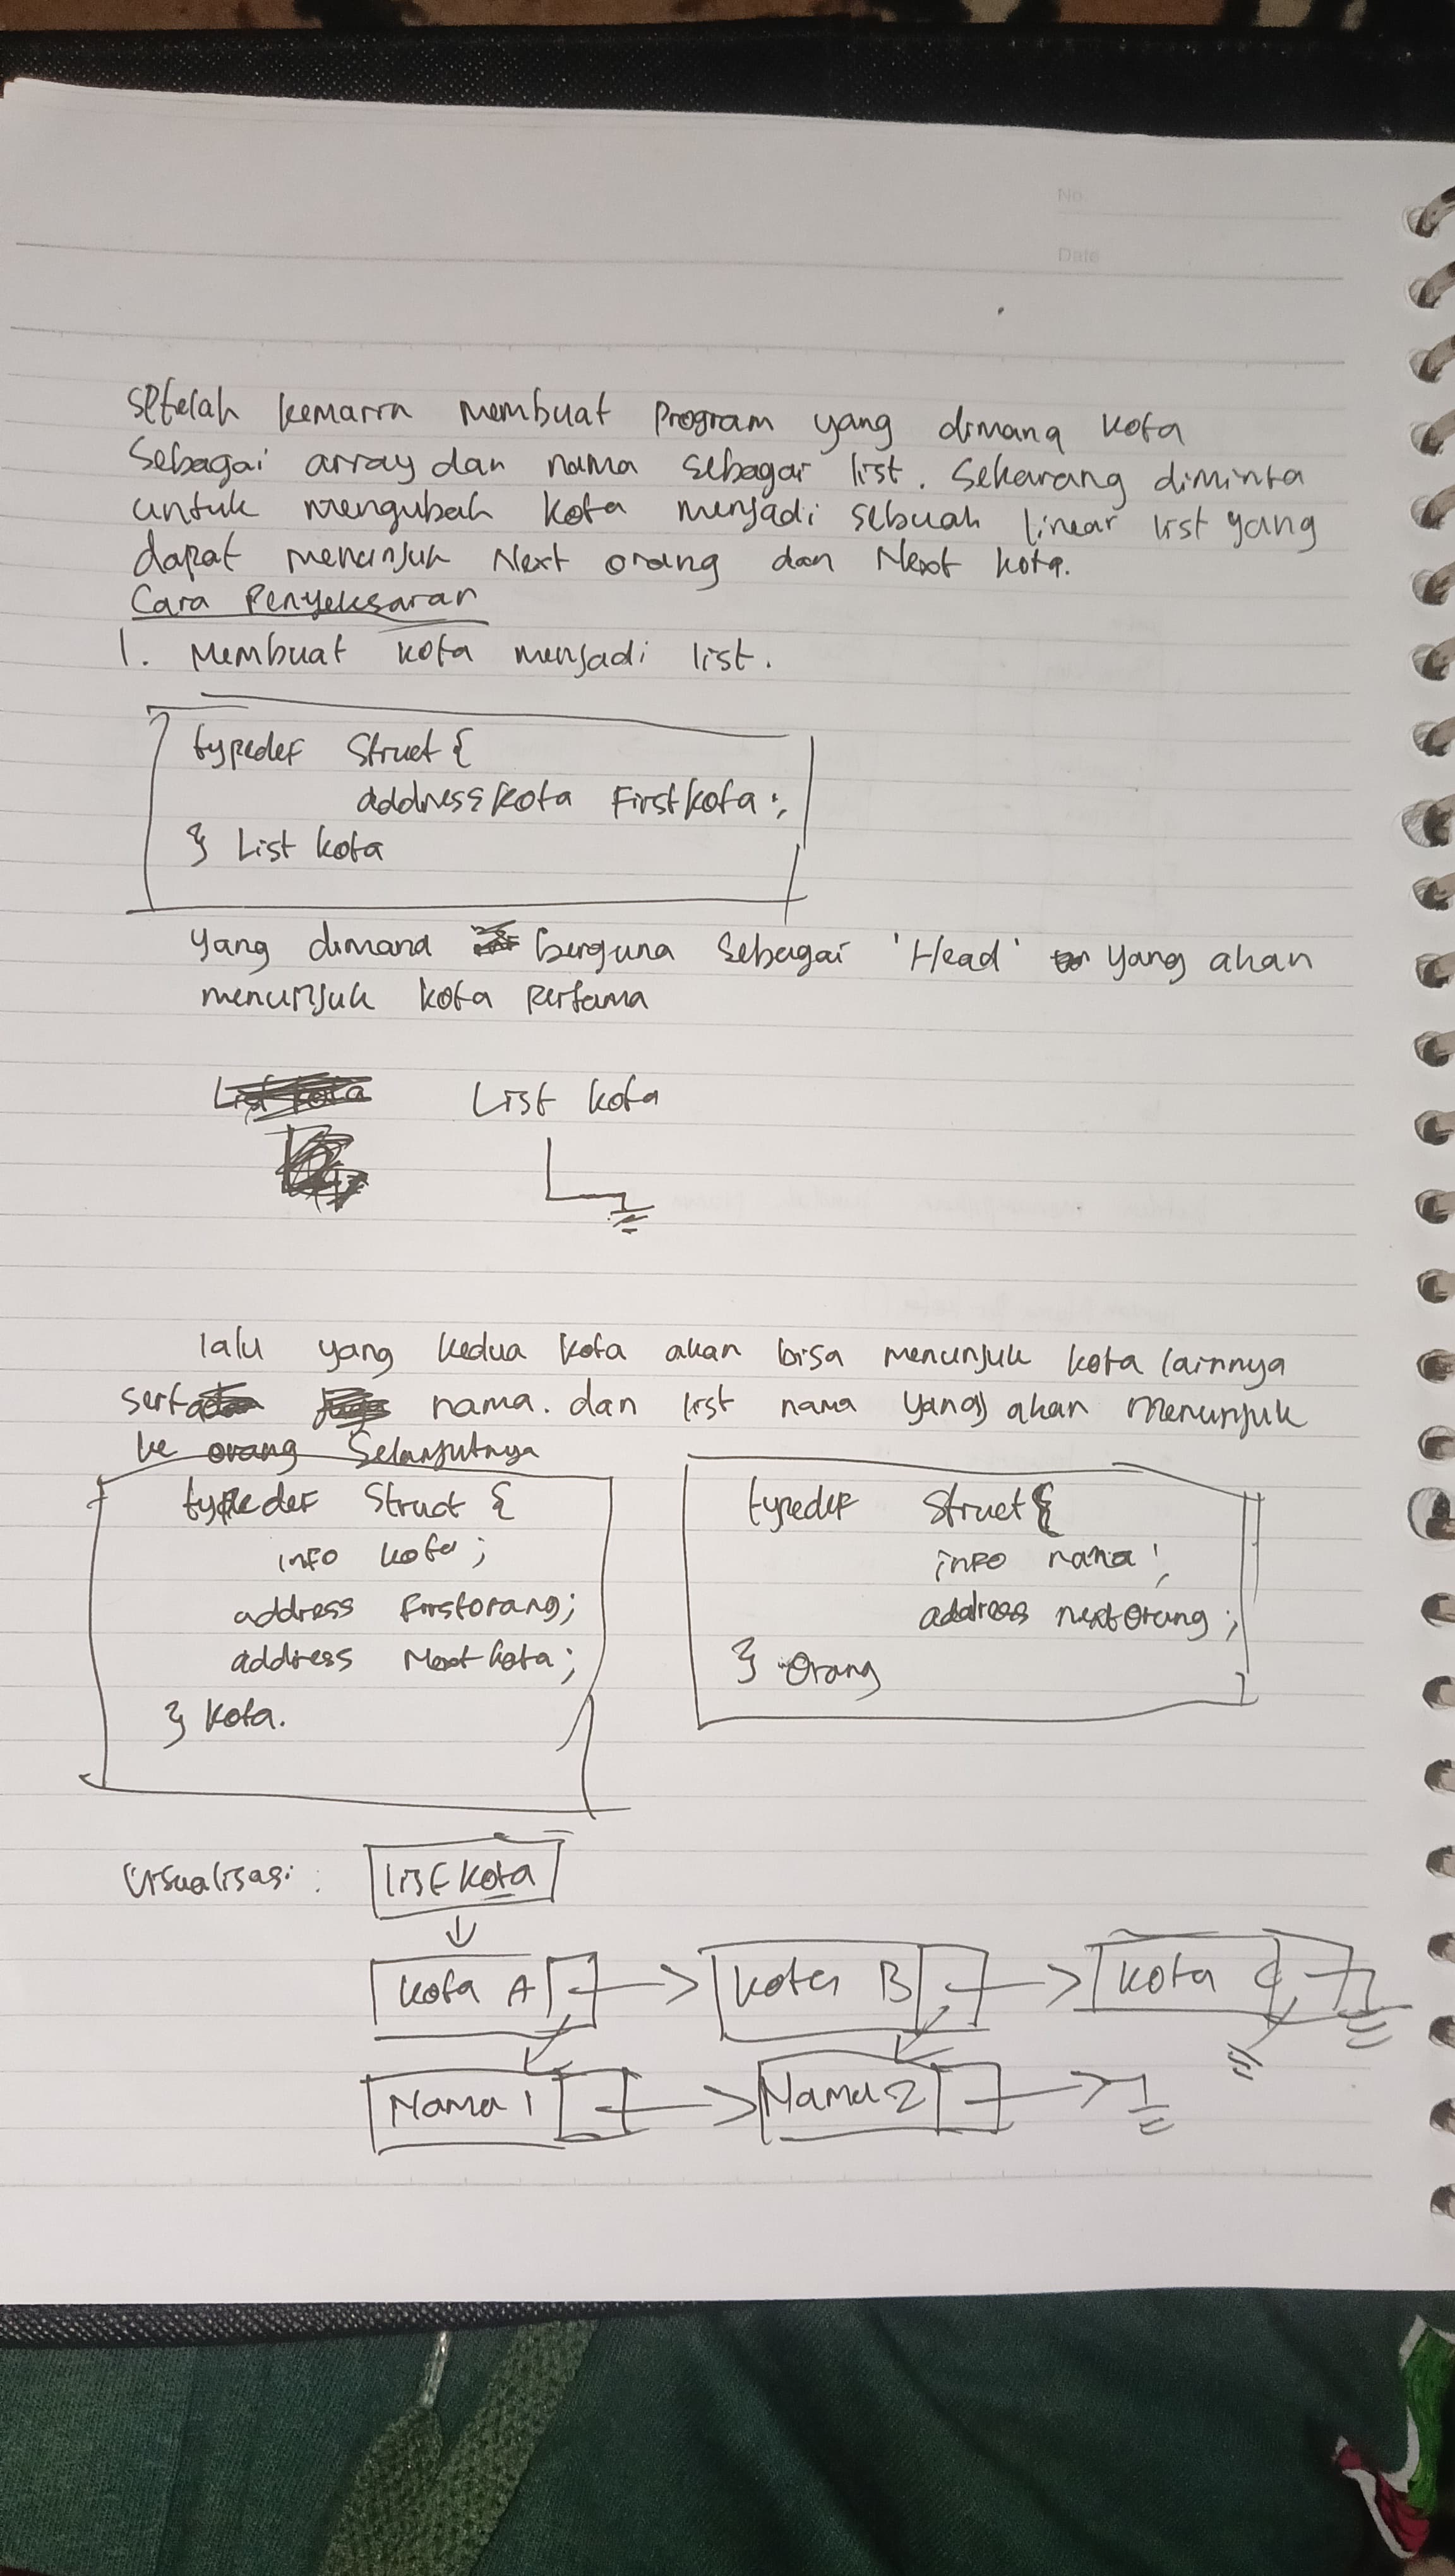 No
Date
Setelah kemarin membuat program yang dimana kota
sebagai array dan nama sebagai list. Sekarang diminta
untuk mengubah kota menjadi sebuah linear list yang
dapat menunjuk Next orang dan Next kota.
Cara Penyelesaian
1. Membuat kota menjadi list.
typedef struct {
address kota Firstkota;
} List kota
yang dimana berguna sebagai 'Head' yang akan
menunjuk kota pertama
List kota
List kota
lalu yang kedua kota akan bisa menunjuk kota lainnya
serta nama. dan list nama yang akan menunjuk
ke orang Selanjutnya
typedef Struct {
info kota;
address firstorang;
address Nextkota;
} kota.
typedef Struct {
info nama;
address nextorang;
} orang
Visualisasi:
list kota
kota A
kota B
kota C
Nama 1
Nama 2